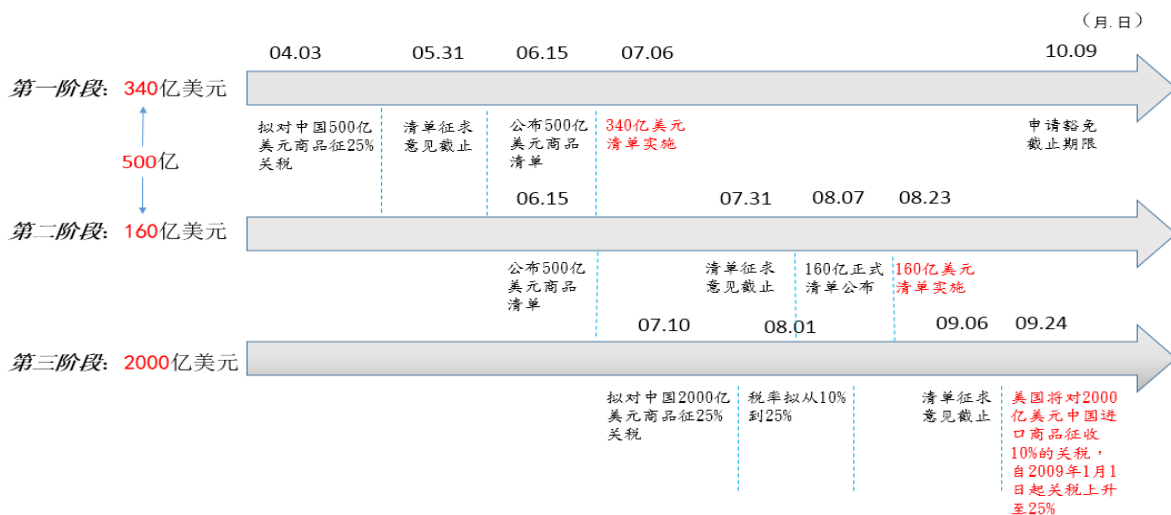 （月.日）
04.03
05.31
06.15
07.06
10.09
第一阶段：340亿美元
拟对中国500亿
美元商品征25%
关税
清单征求
意见截止
公布500亿
美元商品
清单
340亿美元
清单实施
申请豁免
截止期限
500亿
06.15
07.31
08.07
08.23
第二阶段：160亿美元
公布500亿
美元商品
清单
清单征求
意见截止
160亿正式
清单公布
160亿美元
清单实施
07.10
08.01
09.06
09.24
第三阶段：2000亿美元
拟对中国2000亿
美元商品征25%
关税
税率拟从10%
到25%
清单征求
意见截止
美国将对2000
亿美元中国进
口商品征收
10%的关税，
自2009年1月1
日起关税上升
至25%